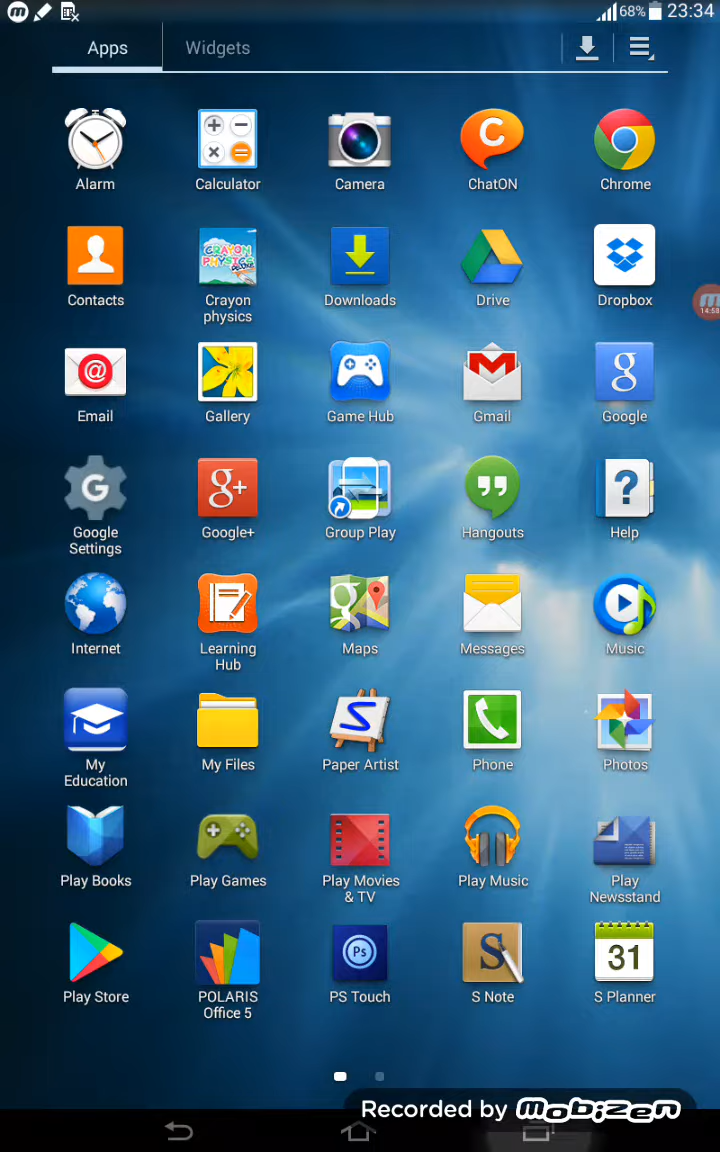 68% 23:34
Apps Widgets
Alarm Calculator Camera ChatON Chrome
Contacts Crayon physics Downloads Drive Dropbox
14:53
Email Gallery Game Hub Gmail Google
Google Settings Google+ Group Play Hangouts Help
Internet Learning Hub Maps Messages Music
My Education My Files Paper Artist Phone Photos
Play Books Play Games Play Movies & TV Play Music Play Newsstand
Ps
31
Play Store POLARIS Office 5 PS Touch S Note S Planner
Recorded by mobizen